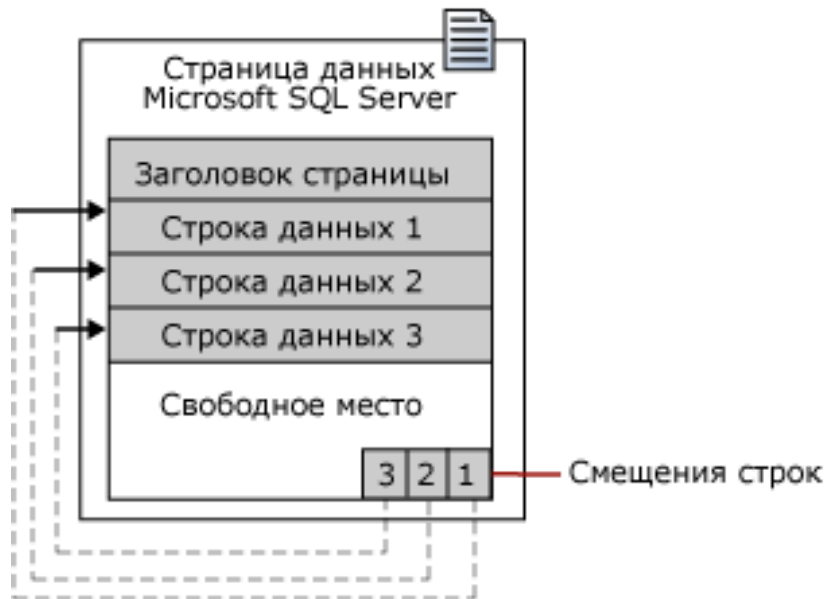 Страница данных
Microsoft SQL Server
Заголовок страницы
Строка данных 1
Строка данных 2
Строка данных 3
Свободное место
3 2 1
Смещения строк